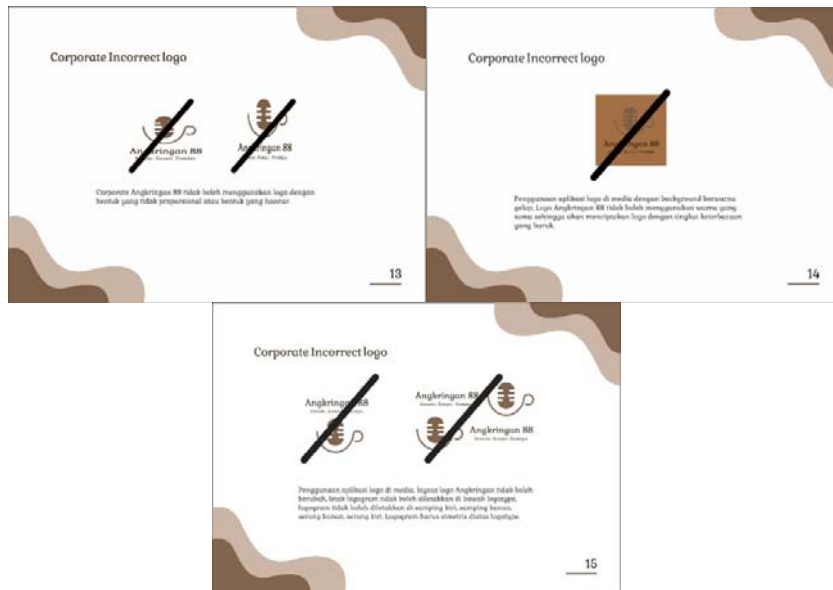 Corporate Incorrect logo
Angkringan 88
Angkringan 88
Corporate Angkringan 88 tidak boleh menggunakan logo dengan
bentuk yang tidak proporsional atau bentuk yang hancur.
13
Corporate Incorrect logo
Angkringan 88
Penggunaan aplikasi logo di media dengan background berwarna
gelap, Logo Angkringan 88 tidak boleh menggunakan warna yang
sama sehingga akan menciptakan logo dengan tingkat keterbacaan
yang buruk.
14
Corporate Incorrect logo
Angkringan 88
Angkringan 88
Angkringan 88
Penggunaan aplikasi logo di media, layout logo Angkringan tidak boleh
berubah, letak logogram tidak boleh diletakkan di bawah logotype,
logogram tidak boleh diletakkan di samping kiri, samping kanan,
serong kanan, serong kiri. Logogram harus simetris diatas logotype.
15